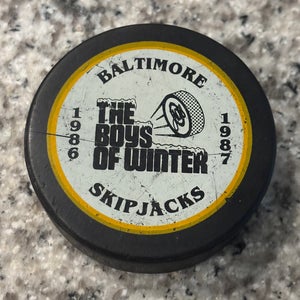 BALTIMORE
1986
THE
BOYS
OF WINTER
1987
SKIPJACKS